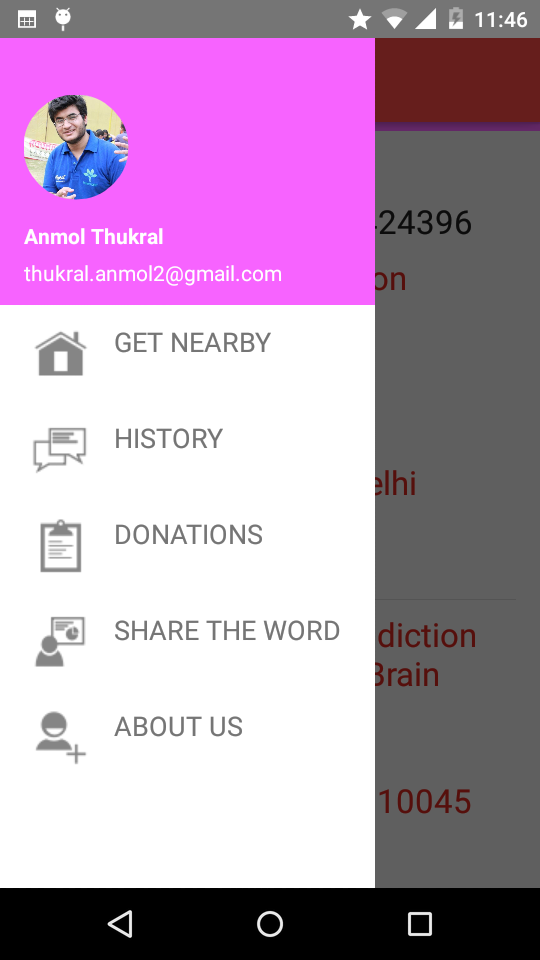 11:46
Anmol Thukral
thukral.anmol2@gmail.com
GET NEARBY
HISTORY
DONATIONS
SHARE THE WORD
ABOUT US
24396
on
elhi
diction
Brain
10045